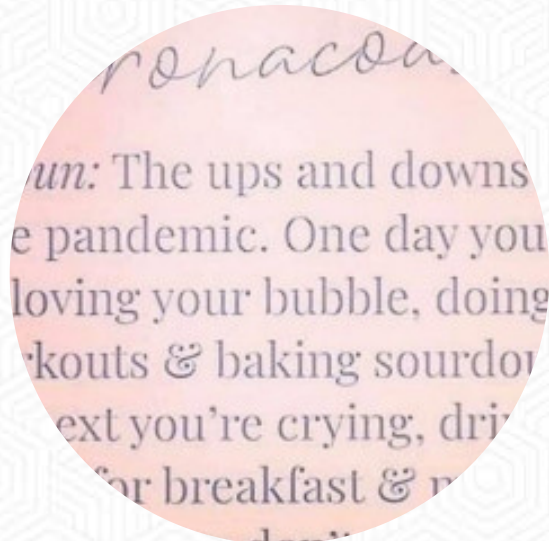 ronacoa
un: The ups and downs
e pandemic. One day you
loving your bubble, doing
rkouts & baking sourdou
ext you're crying, dri
for breakfast &